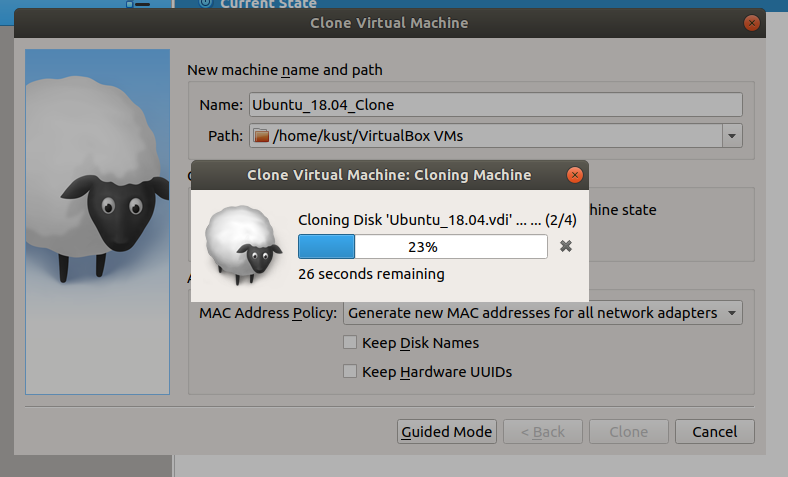 Current State
Clone Virtual Machine
New machine name and path
Name: Ubuntu_18.04_Clone
Path: /home/kust/VirtualBox VMs
Clone Virtual Machine: Cloning Machine
Cloning Disk 'Ubuntu_18.04.vdi' ... ... (2/4)
hine state
23%
26 seconds remaining
MAC Address Policy: Generate new MAC addresses for all network adapters
Keep Disk Names
Keep Hardware UUIDs
Guided Mode < Back Clone Cancel